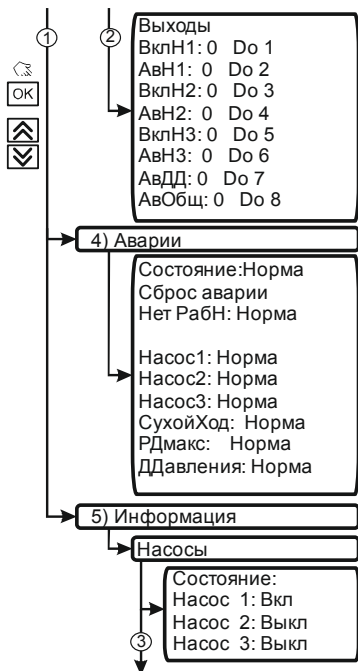 1
2
OK
Выходы
ВклН1: 0 Do 1
АвН1: 0 Do 2
ВклН2: 0 Do 3
АвН2: 0 Do 4
ВклН3: 0 Do 5
АвН3: 0 Do 6
АвДД: 0 Do 7
АвОбщ: 0 Do 8
4) Аварии
Состояние:Норма
Сброс аварии
Нет РабН: Норма
Насос1: Норма
Насос2: Норма
Насос3: Норма
СухойХод: Норма
РДмакс: Норма
ДДавления: Норма
5) Информация
Насосы
Состояние:
Насос 1: Вкл
Насос 2: Выкл
Насос 3: Выкл
3